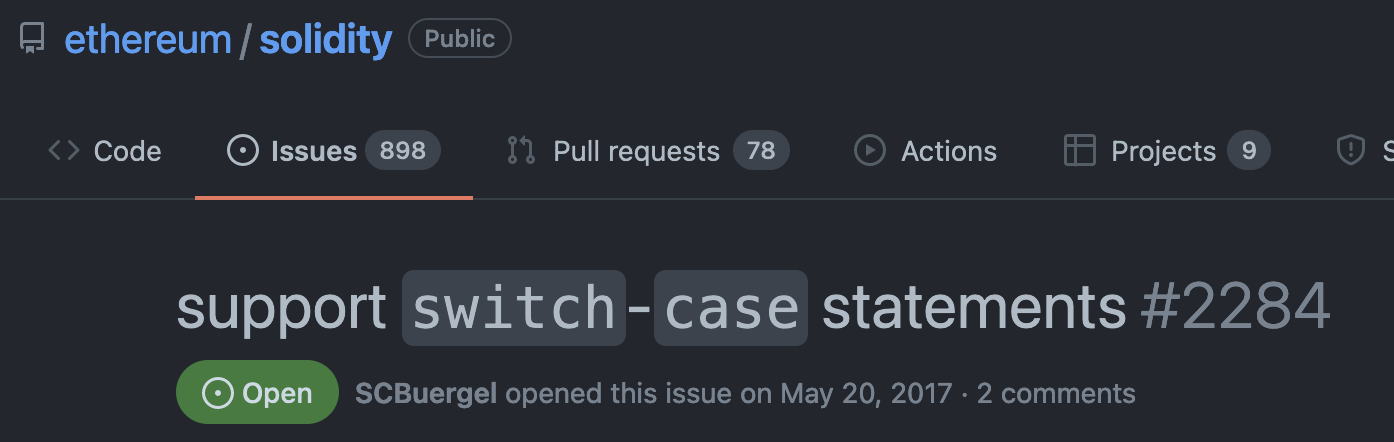 ethereum / solidity Public
Code Issues 898 Pull requests 78 Actions Projects 9
support switch-case statements #2284
Open SCBuergel opened this issue on May 20, 2017 · 2 comments